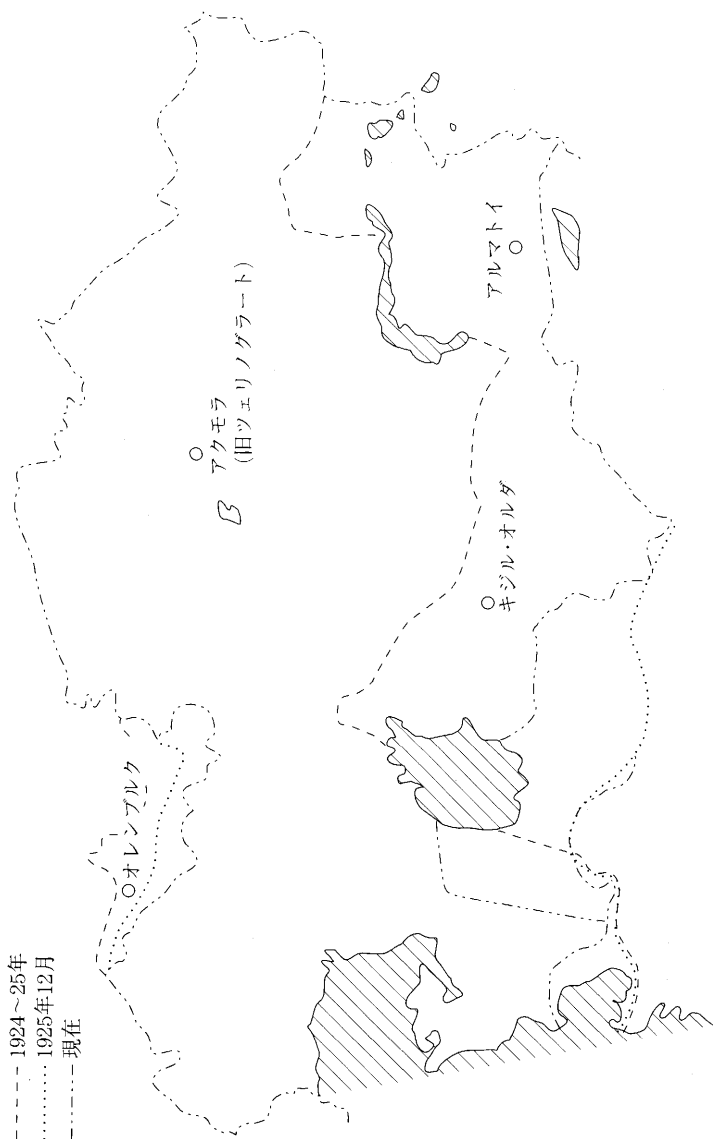 ---- 1924～25年
········ 1925年12月
—··— 現在
オレンブルク
B
アクモラ
(旧ツェリノグラート)
キジル・オルダ
アルマトイ